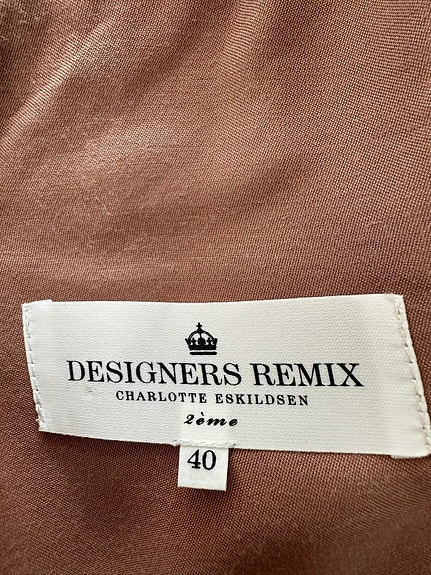 DESIGNERS REMIX
CHARLOTTE ESKILDSEN
2ème
40